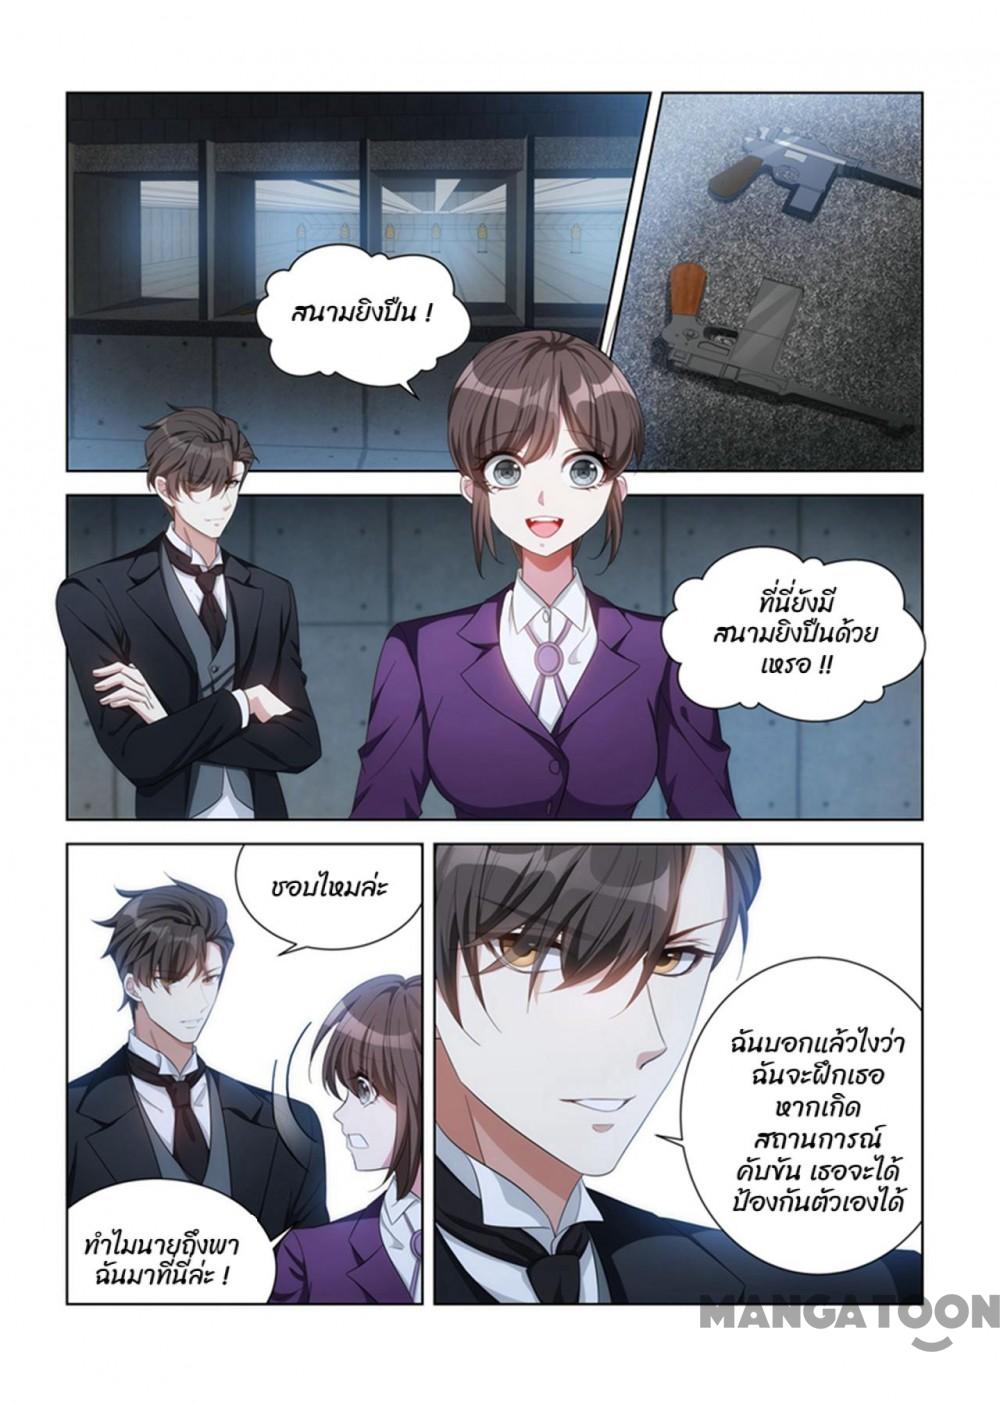 สนามยิงปืน !
ที่นี่ยังมี
สนามยิงปืนด้วย
เหรอ !!
ชอบไหมล่ะ
ทำไมนายถึงพา
ฉันมาที่นี่ล่ะ !
ฉันบอกแล้วไงว่า
ฉันจะฝึกเธอ
หากเกิด
สถานการณ์
คับขัน เธอจะได้
ป้องกันตัวเองได้
MANGATOON